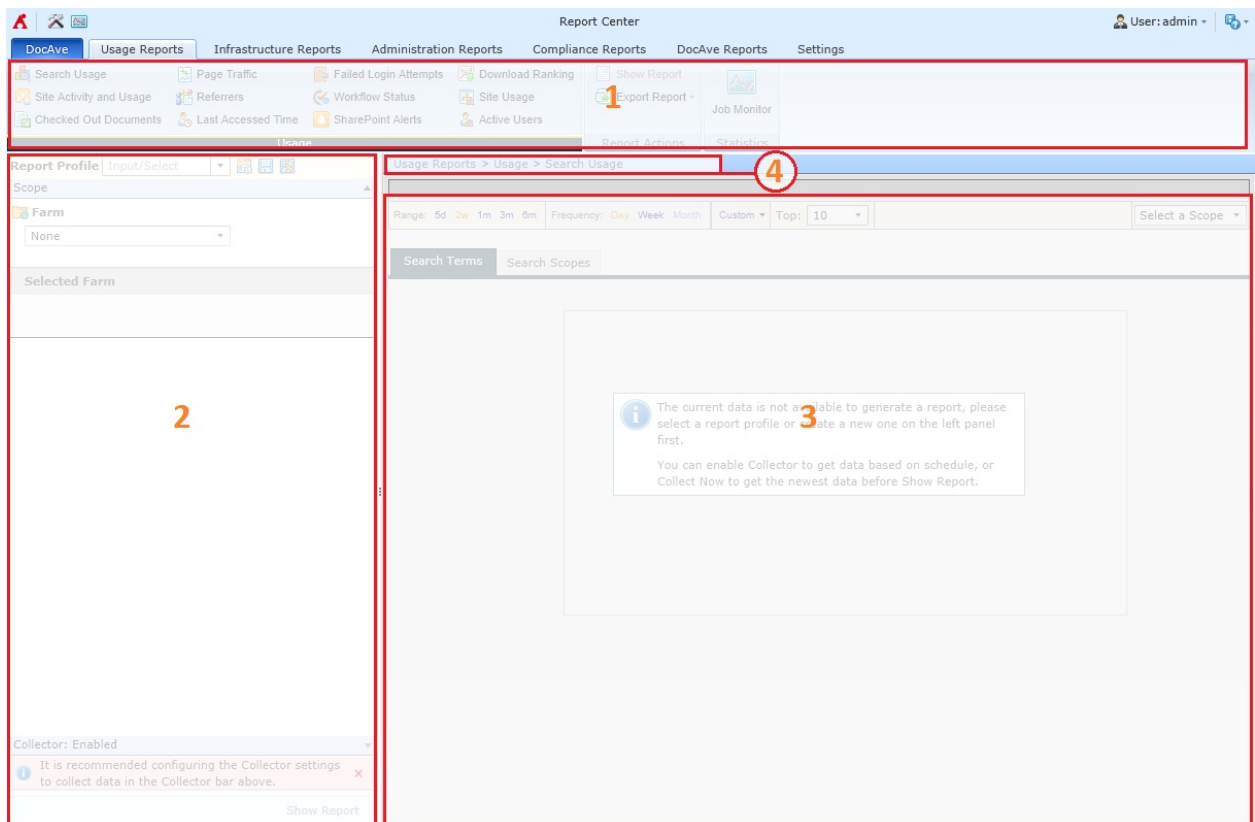 Report Center
User: admin
DocAve Usage Reports Infrastructure Reports Administration Reports Compliance Reports DocAve Reports Settings
Search Usage Page Traffic Failed Login Attempts Download Ranking Show Report
Site Activity and Usage Referrers Workflow Status Site Usage Export Report
Checked Out Documents Last Accessed Time SharePoint Alerts Active Users Job Monitor
1
Usage Report Actions Statistics
Report Profile Input/Select
Scope
Farm
None
Selected Farm
2
Collector: Enabled
It is recommended configuring the Collector settings
to collect data in the Collector bar above.
Show Report
Usage Reports > Usage > Search Usage
4
Range: 5d 2w 1m 3m 6m Frequency: Day Week Month Custom Top: 10 Select a Scope
Search Terms Search Scopes
The current data is not available to generate a report, please
select a report profile or create a new one on the left panel
first.
You can enable Collector to get data based on schedule, or
Collect Now to get the newest data before Show Report.
3